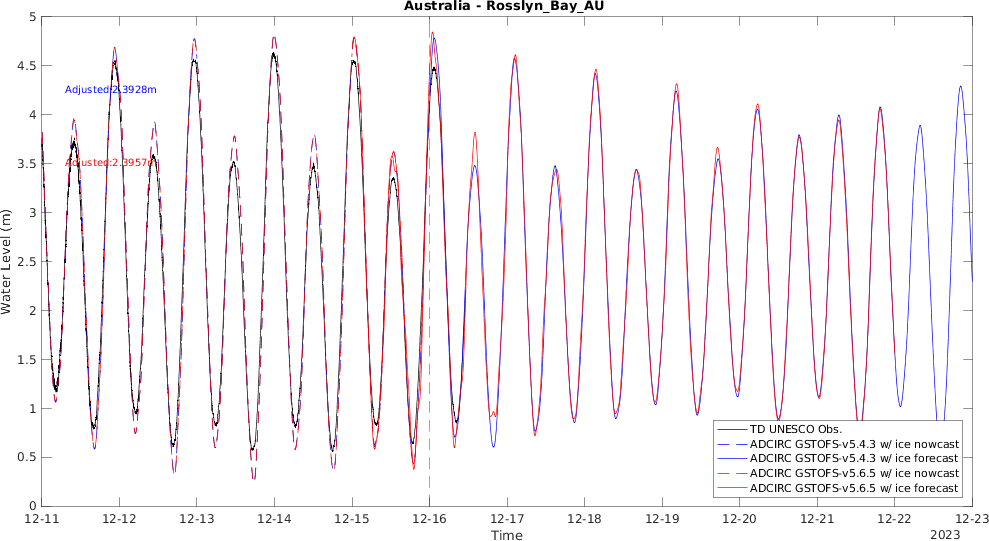 Australia - Rosslyn_Bay_AU
5
4.5
4
3.5
3
2.5
2
1.5
1
0.5
0
Water Level (m)
Adjusted:2.3928m
Adjusted:2.3957m
TD UNESCO Obs.
ADCIRC GSTOFS-v5.4.3 w/ ice nowcast
ADCIRC GSTOFS-v5.4.3 w/ ice forecast
ADCIRC GSTOFS-v5.6.5 w/ ice nowcast
ADCIRC GSTOFS-v5.6.5 w/ ice forecast
12-11 12-12 12-13 12-14 12-15 12-16 12-17 12-18 12-19 12-20 12-21 12-22 12-23
Time
2023